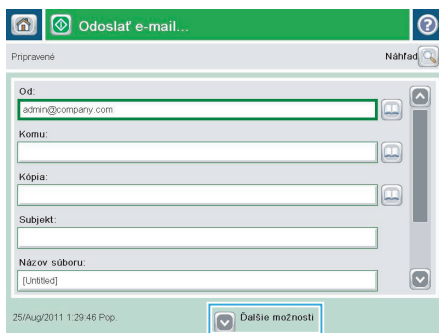 Odoslať e-mail...
Pripravené
Náhľad
Od:
admin@company.com
Komu:
Kópia:
Subjekt:
Názov súboru:
[Untitled]
25/Aug/2011 1:29:46 Pop.
Ďalšie možnosti